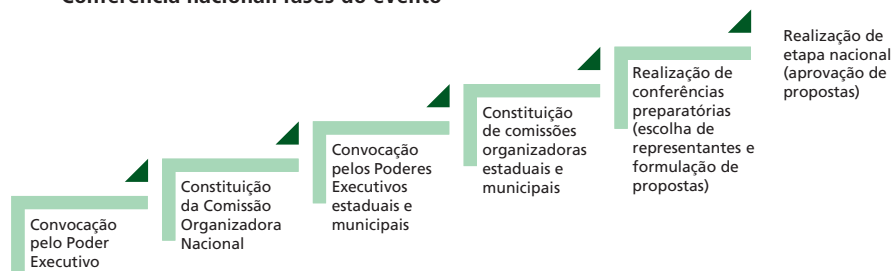 Conferência nacional: fases do evento
Convocação
pelo Poder
Executivo
Constituição
da Comissão
Organizadora
Nacional
Convocação
pelos Poderes
Executivos
estaduais e
municipais
Constituição
de comissões
organizadoras
estaduais e
municipais
Realização de
conferências
preparatórias
(escolha de
representantes e
formulação de
propostas)
Realização de
etapa nacional
(aprovação de
propostas)